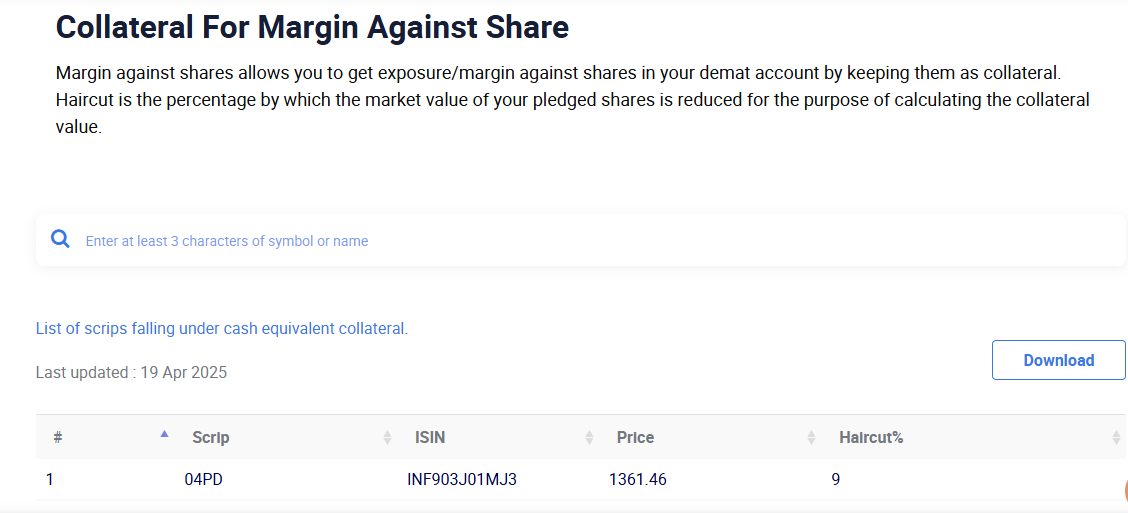 Collateral For Margin Against Share
Margin against shares allows you to get exposure/margin against shares in your demat account by keeping them as collateral.
Haircut is the percentage by which the market value of your pledged shares is reduced for the purpose of calculating the collateral
value.
Enter at least 3 characters of symbol or name
List of scrips falling under cash equivalent collateral.
Last updated : 19 Apr 2025
Download
# Scrip ISIN Price Haircut%
1 04PD INF903J01MJ3 1361.46 9